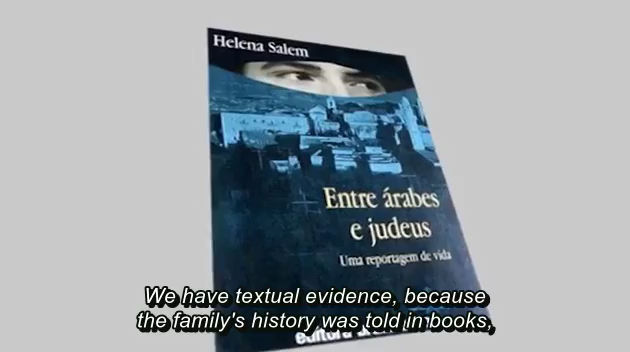 Helena Salem
Entre árabes
e judeus
Uma reportagem de vida
We have textual evidence, because
the family's history was told in books,
editora